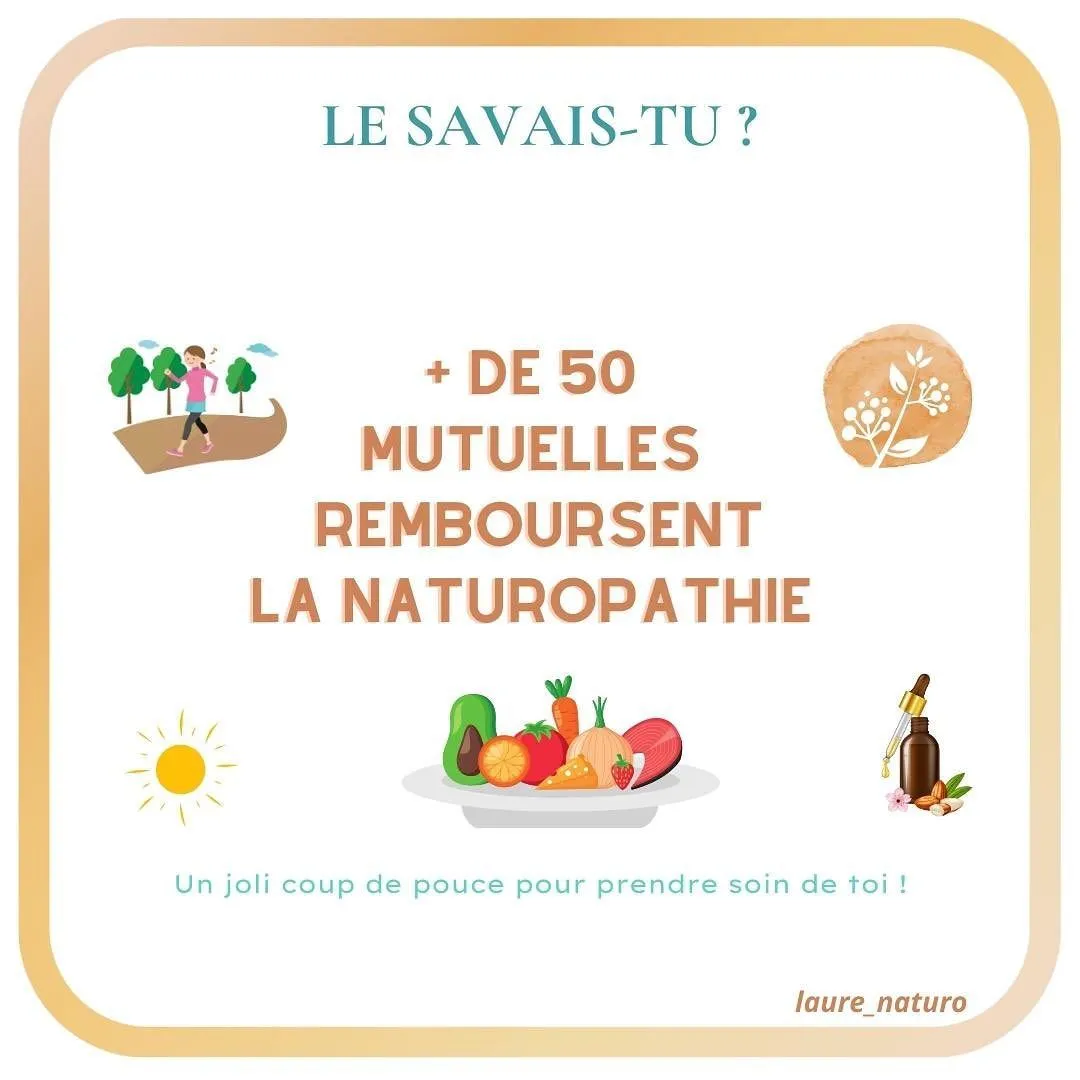 LE SAVAIS-TU ?
+ DE 50
MUTUELLES
REMBOURSENT
LA NATUROPATHIE
Un joli coup de pouce pour prendre soin de toi !
laure_naturo